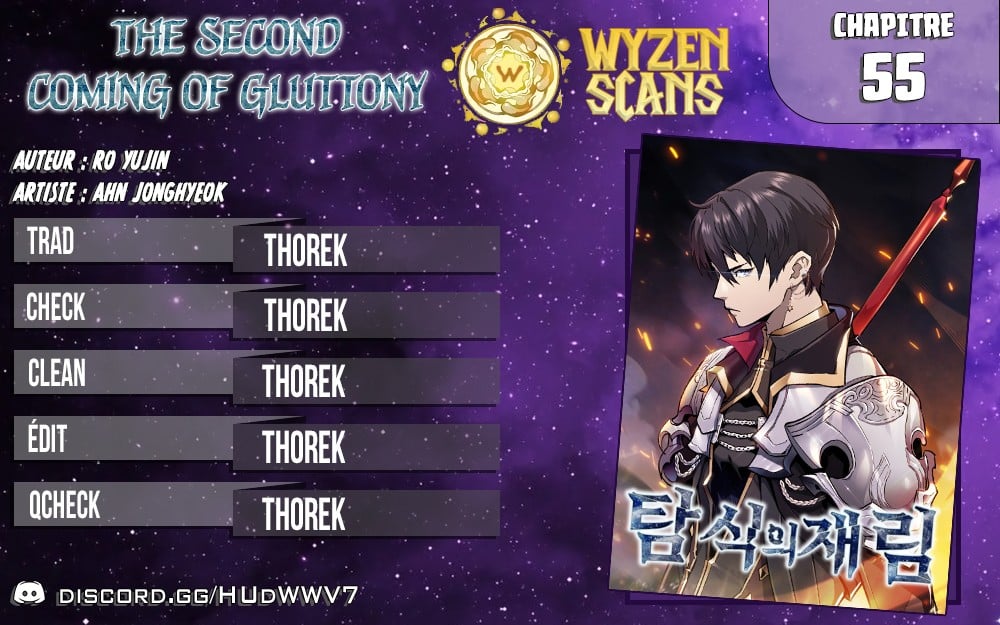 THE SECOND
COMING OF GLUTTONY
WYZEN
SCANS
W
CHAPITRE
55
AUTEUR : RO YUJIN
ARTISTE : AHN JONGHYEOK
TRAD
THOREK
CHECK
THOREK
CLEAN
THOREK
ÉDIT
THOREK
QCHECK
THOREK
탐식의재림
DISCORD.GG/HUDWWV7